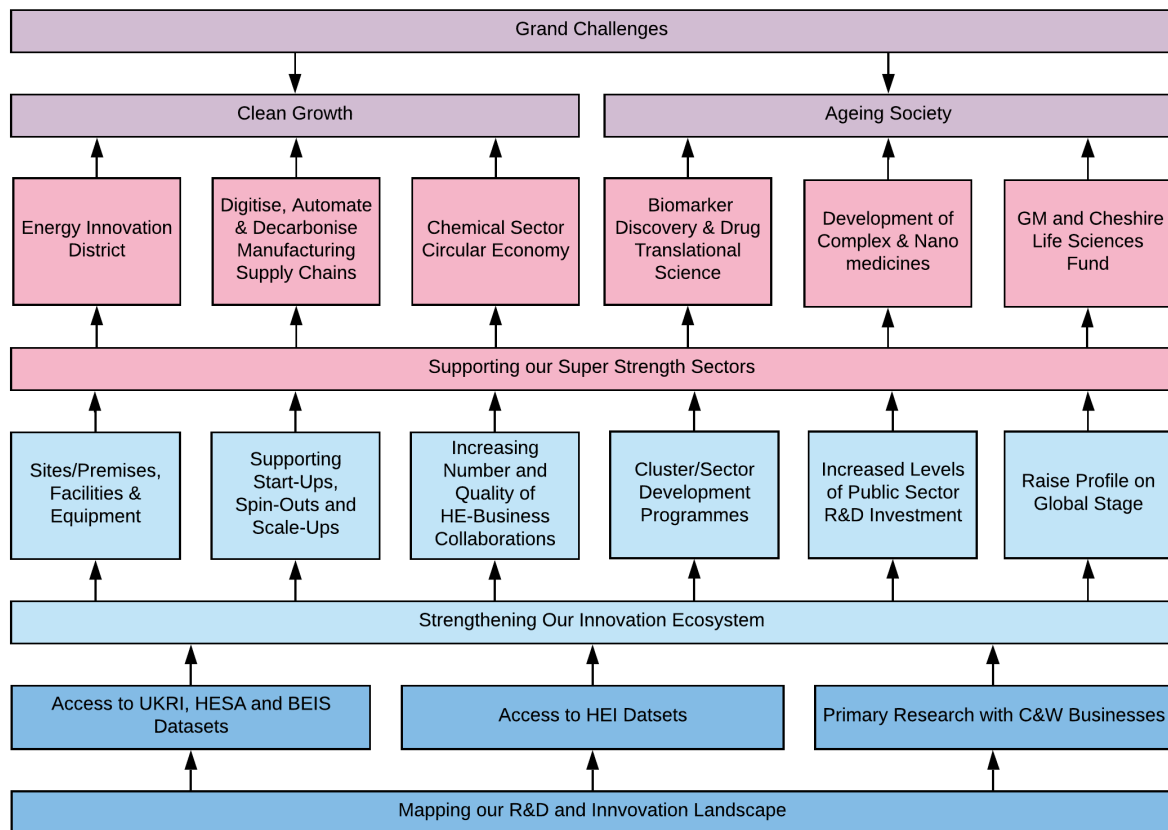 Grand Challenges
Clean Growth
Ageing Society
Energy Innovation
District
Digitise, Automate
& Decarbonise
Manufacturing
Supply Chains
Chemical Sector
Circular Economy
Biomarker
Discovery & Drug
Translational
Science
Development of
Complex & Nano
medicines
GM and Cheshire
Life Sciences
Fund
Supporting our Super Strength Sectors
Sites/Premises,
Facilities &
Equipment
Supporting
Start-Ups,
Spin-Outs and
Scale-Ups
Increasing
Number and
Quality of
HE-Business
Collaborations
Cluster/Sector
Development
Programmes
Increased Levels
of Public Sector
R&D Investment
Raise Profile on
Global Stage
Strengthening Our Innovation Ecosystem
Access to UKRI, HESA and BEIS
Datasets
Access to HEI Datsets
Primary Research with C&W Businesses
Mapping our R&D and Innvovation Landscape